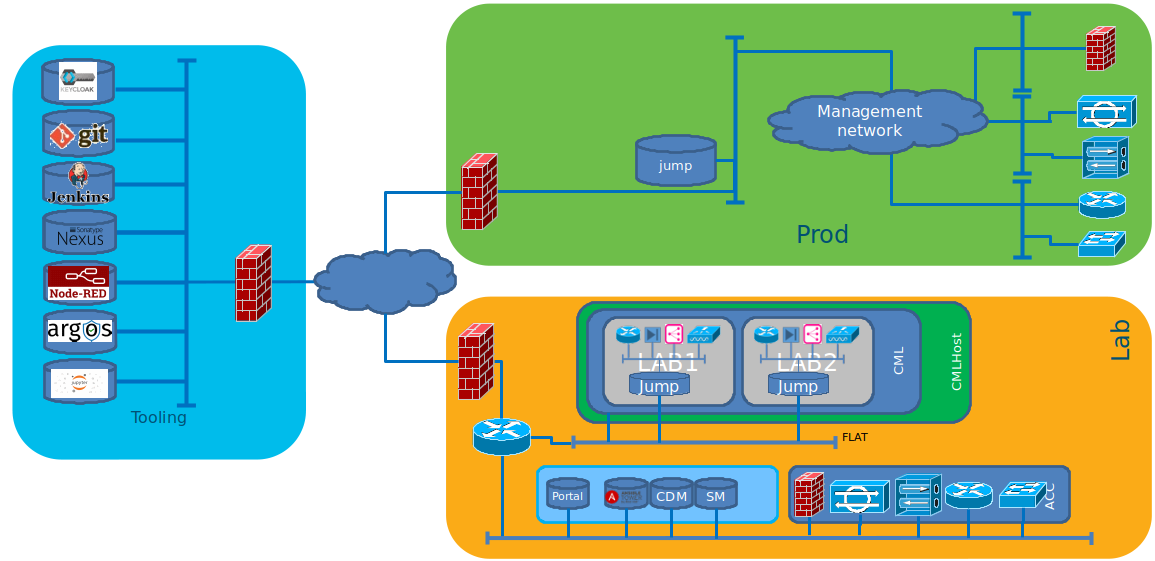 KEYCLOAK
git
Jenkins
Sonatype
Nexus
Node-RED
argos
jupyter
Tooling
jump
Management
network
Prod
Lab
LAB1
Jump
LAB2
Jump
CML
CMLHost
FLAT
Portal
A
CDM
SM
ACC